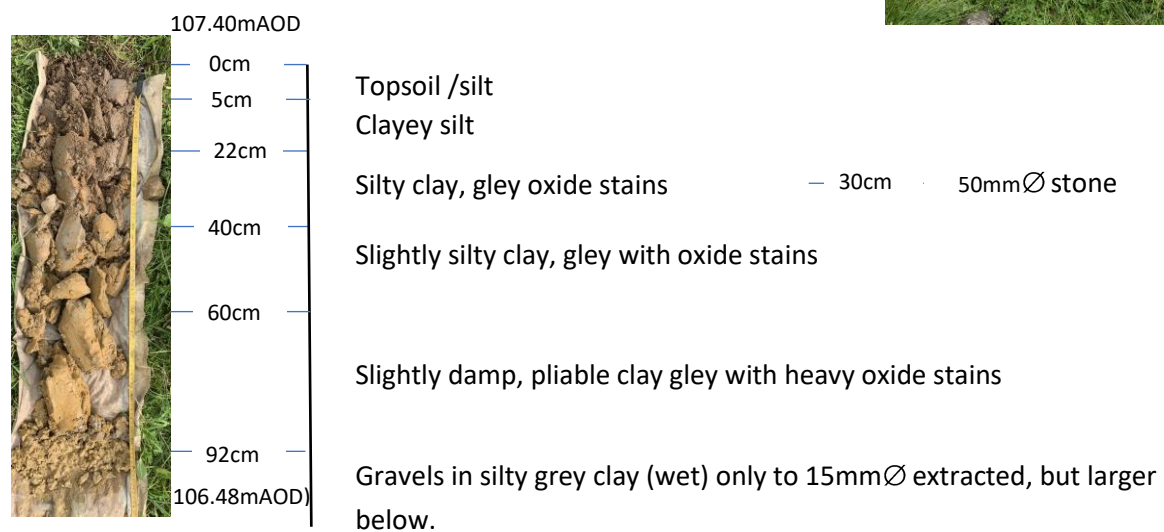 107.40mAOD
0cm
Topsoil /silt
5cm
Clayey silt
22cm
Silty clay, gley oxide stains
30cm
50mm∅ stone
40cm
Slightly silty clay, gley with oxide stains
60cm
Slightly damp, pliable clay gley with heavy oxide stains
92cm
106.48mAOD)
Gravels in silty grey clay (wet) only to 15mm∅ extracted, but larger
below.